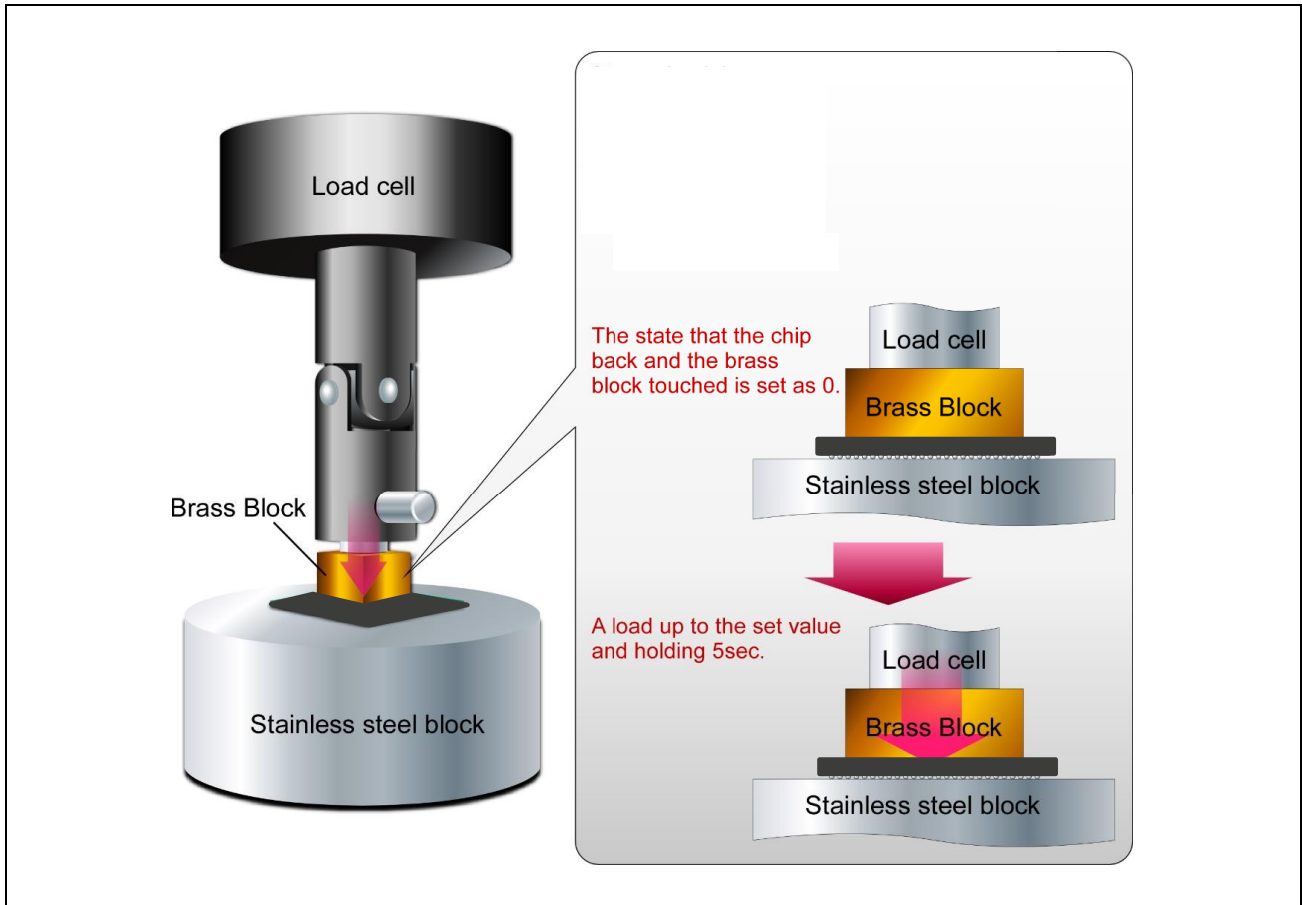 Load cell
Brass Block
Stainless steel block
The state that the chip
back and the brass
block touched is set as 0.
Load cell
Brass Block
Stainless steel block
A load up to the set value
and holding 5sec.
Load cell
Brass Block
Stainless steel block